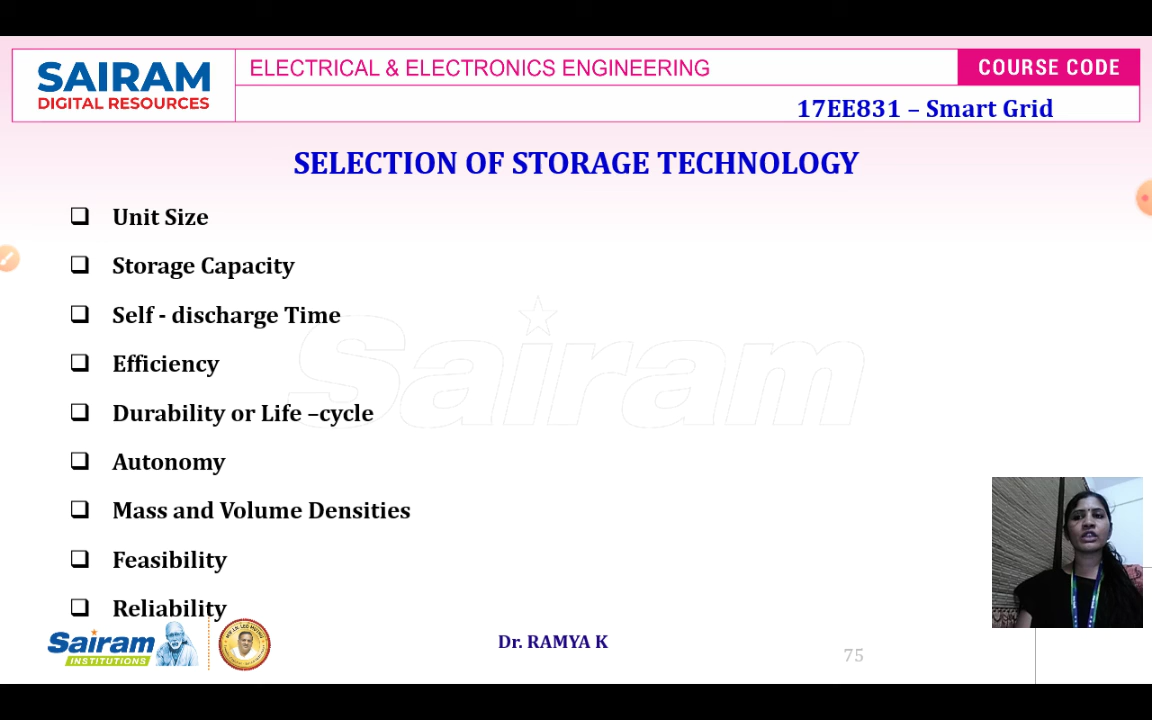 SAIRAM
DIGITAL RESOURCES
ELECTRICAL & ELECTRONICS ENGINEERING
COURSE CODE
17EE831 – Smart Grid
SELECTION OF STORAGE TECHNOLOGY
❑ Unit Size
❑ Storage Capacity
❑ Self - discharge Time
❑ Efficiency
❑ Durability or Life –cycle
❑ Autonomy
❑ Mass and Volume Densities
❑ Feasibility
❑ Reliability
Sairam
Sairam
INSTITUTIONS
Dr. RAMYA K
75